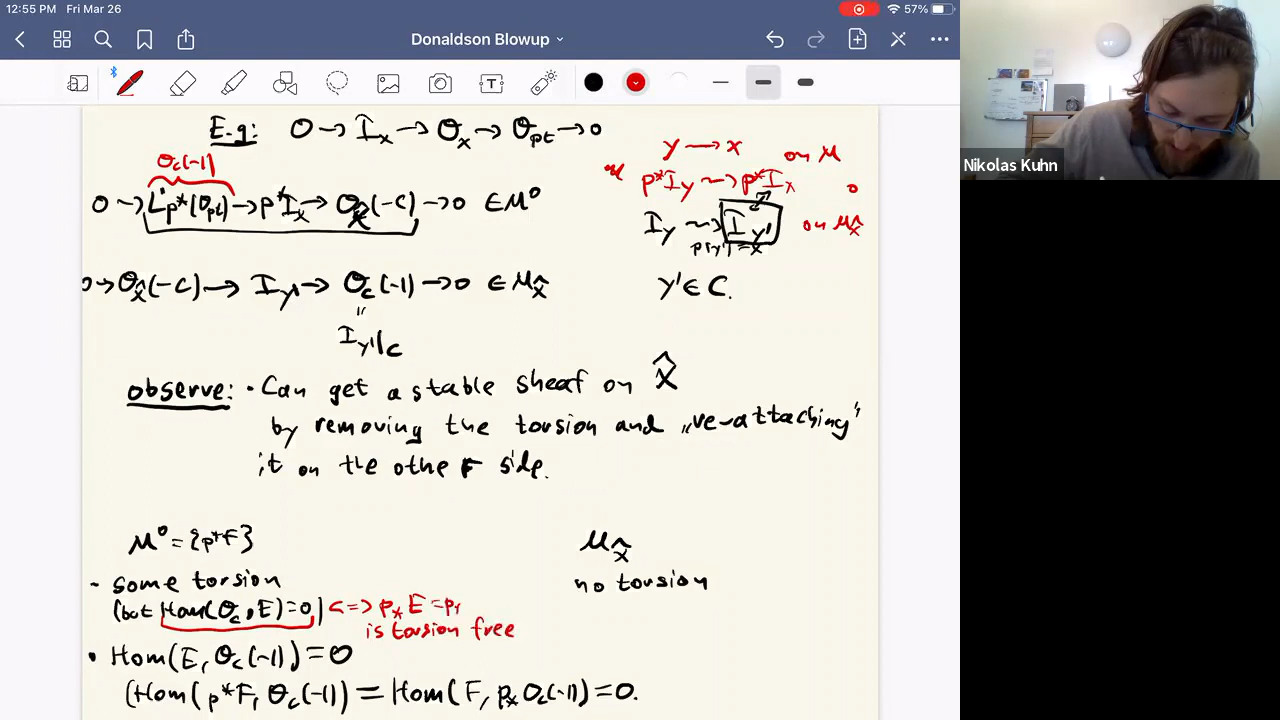 12:55 PM Fri Mar 26
57%
Donaldson Blowup
Nikolas Kuhn
E.g: 0 → I_x → O_x → O_pt → 0
O_c(-1)
0 → L'p*(O_pt) → p*I_x → O_X̂(-C) → 0 ∈ M⁰
y → x
on M
p*I_y ⇝ p*I_x
I_y ⇝ I_y'
on M_X̂
p(y') = x
y' ∈ C.
0 → O_X̂(-C) → I_y' → O_c(-1) → 0 ∈ M_X̂
"
I_y'|_C
observe: · Can get a stable sheaf on X̂
by removing the torsion and „re-attaching"
it on the other side.
M⁰ = {p*F}
M_X̂
- some torsion
no torsion
(but Hom(O_c, E) = 0) <=> p_*E = p_*
is torsion free
• Hom(E, O_c(-1)) = 0
(Hom(p*F, O_c(-1)) = Hom(F, p_* O_c(-1)) = 0.